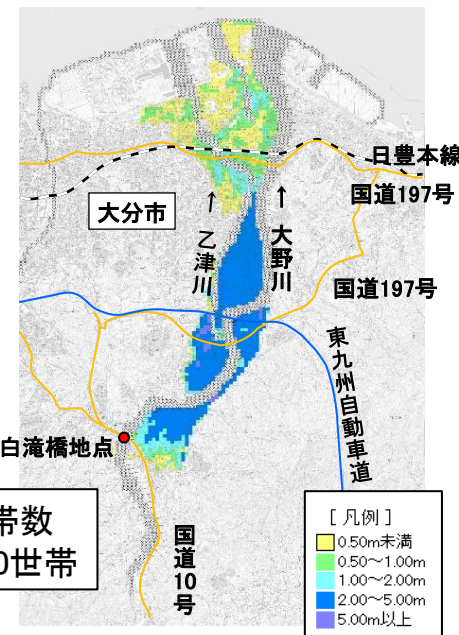 日豊本線
国道197号
大分市
↑
乙津川
↑
大野川
国道197号
東九州自動車道
白滝橋地点
帯数
0世帯
国道10号
[ 凡例 ]
0.50m未満
0.50～1.00m
1.00～2.00m
2.00～5.00m
5.00m以上